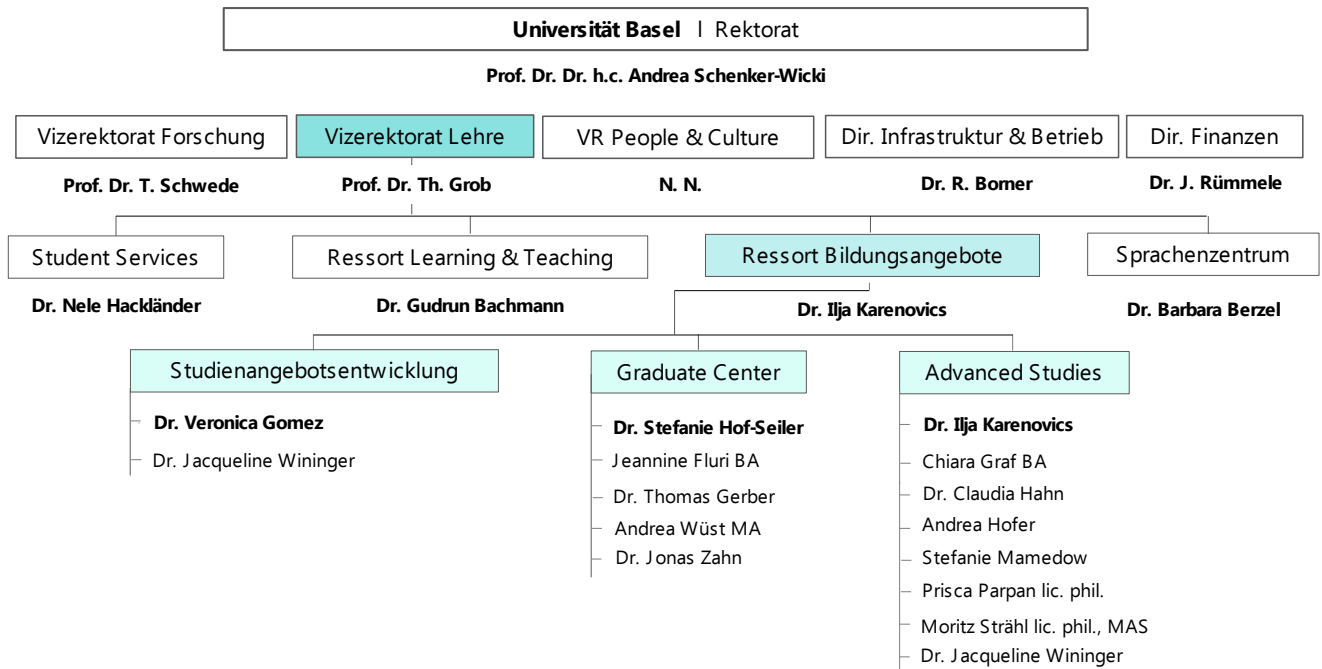 Universität Basel | Rektorat
Prof. Dr. Dr. h.c. Andrea Schenker-Wicki
Vizerektorat Forschung
Vizerektorat Lehre
VR People & Culture
Dir. Infrastruktur & Betrieb
Dir. Finanzen
Prof. Dr. T. Schwede
Prof. Dr. Th. Grob
N. N.
Dr. R. Borner
Dr. J. Rümmele
Student Services
Ressort Learning & Teaching
Ressort Bildungsangebote
Sprachenzentrum
Dr. Nele Hackländer
Dr. Gudrun Bachmann
Dr. Ilja Karenovics
Dr. Barbara Berzel
Studienangebotsentwicklung
Dr. Veronica Gomez
Dr. Jacqueline Wininger
Graduate Center
Dr. Stefanie Hof-Seiler
Jeannine Fluri BA
Dr. Thomas Gerber
Andrea Wüst MA
Dr. Jonas Zahn
Advanced Studies
Dr. Ilja Karenovics
Chiara Graf BA
Dr. Claudia Hahn
Andrea Hofer
Stefanie Mamedow
Prisca Parpan lic. phil.
Moritz Strähl lic. phil., MAS
Dr. Jacqueline Wininger